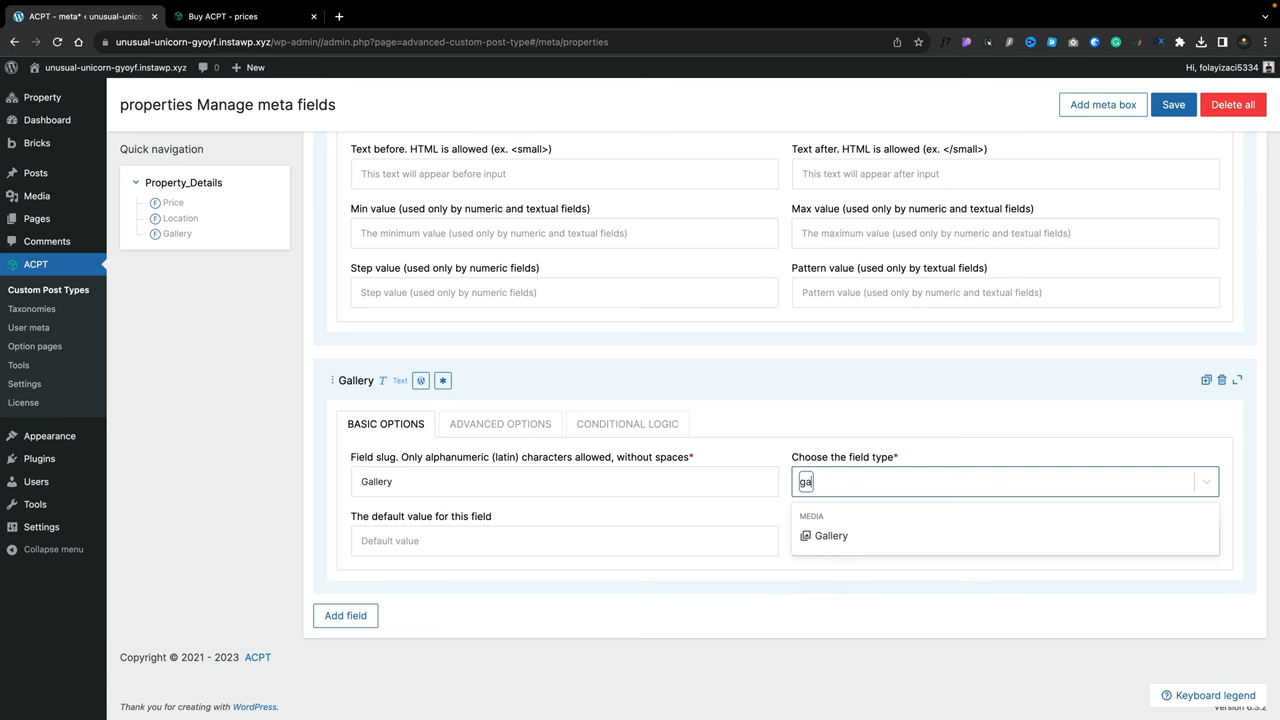 ACPT - meta* ‹ unusual-unico
Buy ACPT - prices
unusual-unicorn-gyoyf.instawp.xyz/wp-admin//admin.php?page=advanced-custom-post-type#/meta/properties
unusual-unicorn-gyoyf.instawp.xyz
0
New
Hi, folayizaci5334
Property
Dashboard
Bricks
Posts
Media
Pages
Comments
ACPT
Custom Post Types
Taxonomies
User meta
Option pages
Tools
Settings
License
Appearance
Plugins
Users
Tools
Settings
Collapse menu
properties Manage meta fields
Add meta box
Save
Delete all
Quick navigation
Property_Details
F Price
F Location
F Gallery
Text before. HTML is allowed (ex. <small>)
This text will appear before input
Text after. HTML is allowed (ex. </small>)
This text will appear after input
Min value (used only by numeric and textual fields)
The minimum value (used only by numeric and textual fields)
Max value (used only by numeric and textual fields)
The maximum value (used only by numeric and textual fields)
Step value (used only by numeric fields)
Step value (used only by numeric fields)
Pattern value (used only by textual fields)
Pattern value (used only by numeric and textual fields)
Gallery T Text
BASIC OPTIONS
ADVANCED OPTIONS
CONDITIONAL LOGIC
Field slug. Only alphanumeric (latin) characters allowed, without spaces*
Gallery
Choose the field type*
ga
MEDIA
Gallery
The default value for this field
Default value
Add field
Copyright © 2021 - 2023 ACPT
Thank you for creating with WordPress.
Keyboard legend
Version 6.3.2